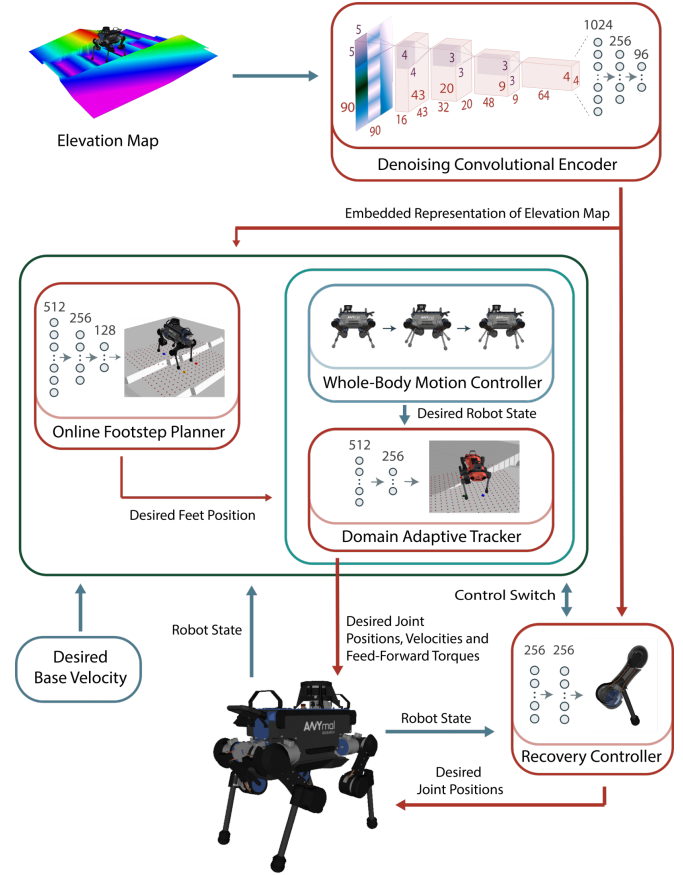 1024
256
96
5
5
4
4
3
3
3
3
4
4
43
20
9
90
90
16
43
32
20
48
9
64
Elevation Map
Denoising Convolutional Encoder
Embedded Representation of Elevation Map
512
256
128
Online Footstep Planner
Whole-Body Motion Controller
Desired Robot State
512
256
Domain Adaptive Tracker
Desired Feet Position
Control Switch
Robot State
Desired Joint
Positions, Velocities and
Feed-Forward Torques
Desired
Base Velocity
256 256
Recovery Controller
ANYmal
Robot State
Desired
Joint Positions